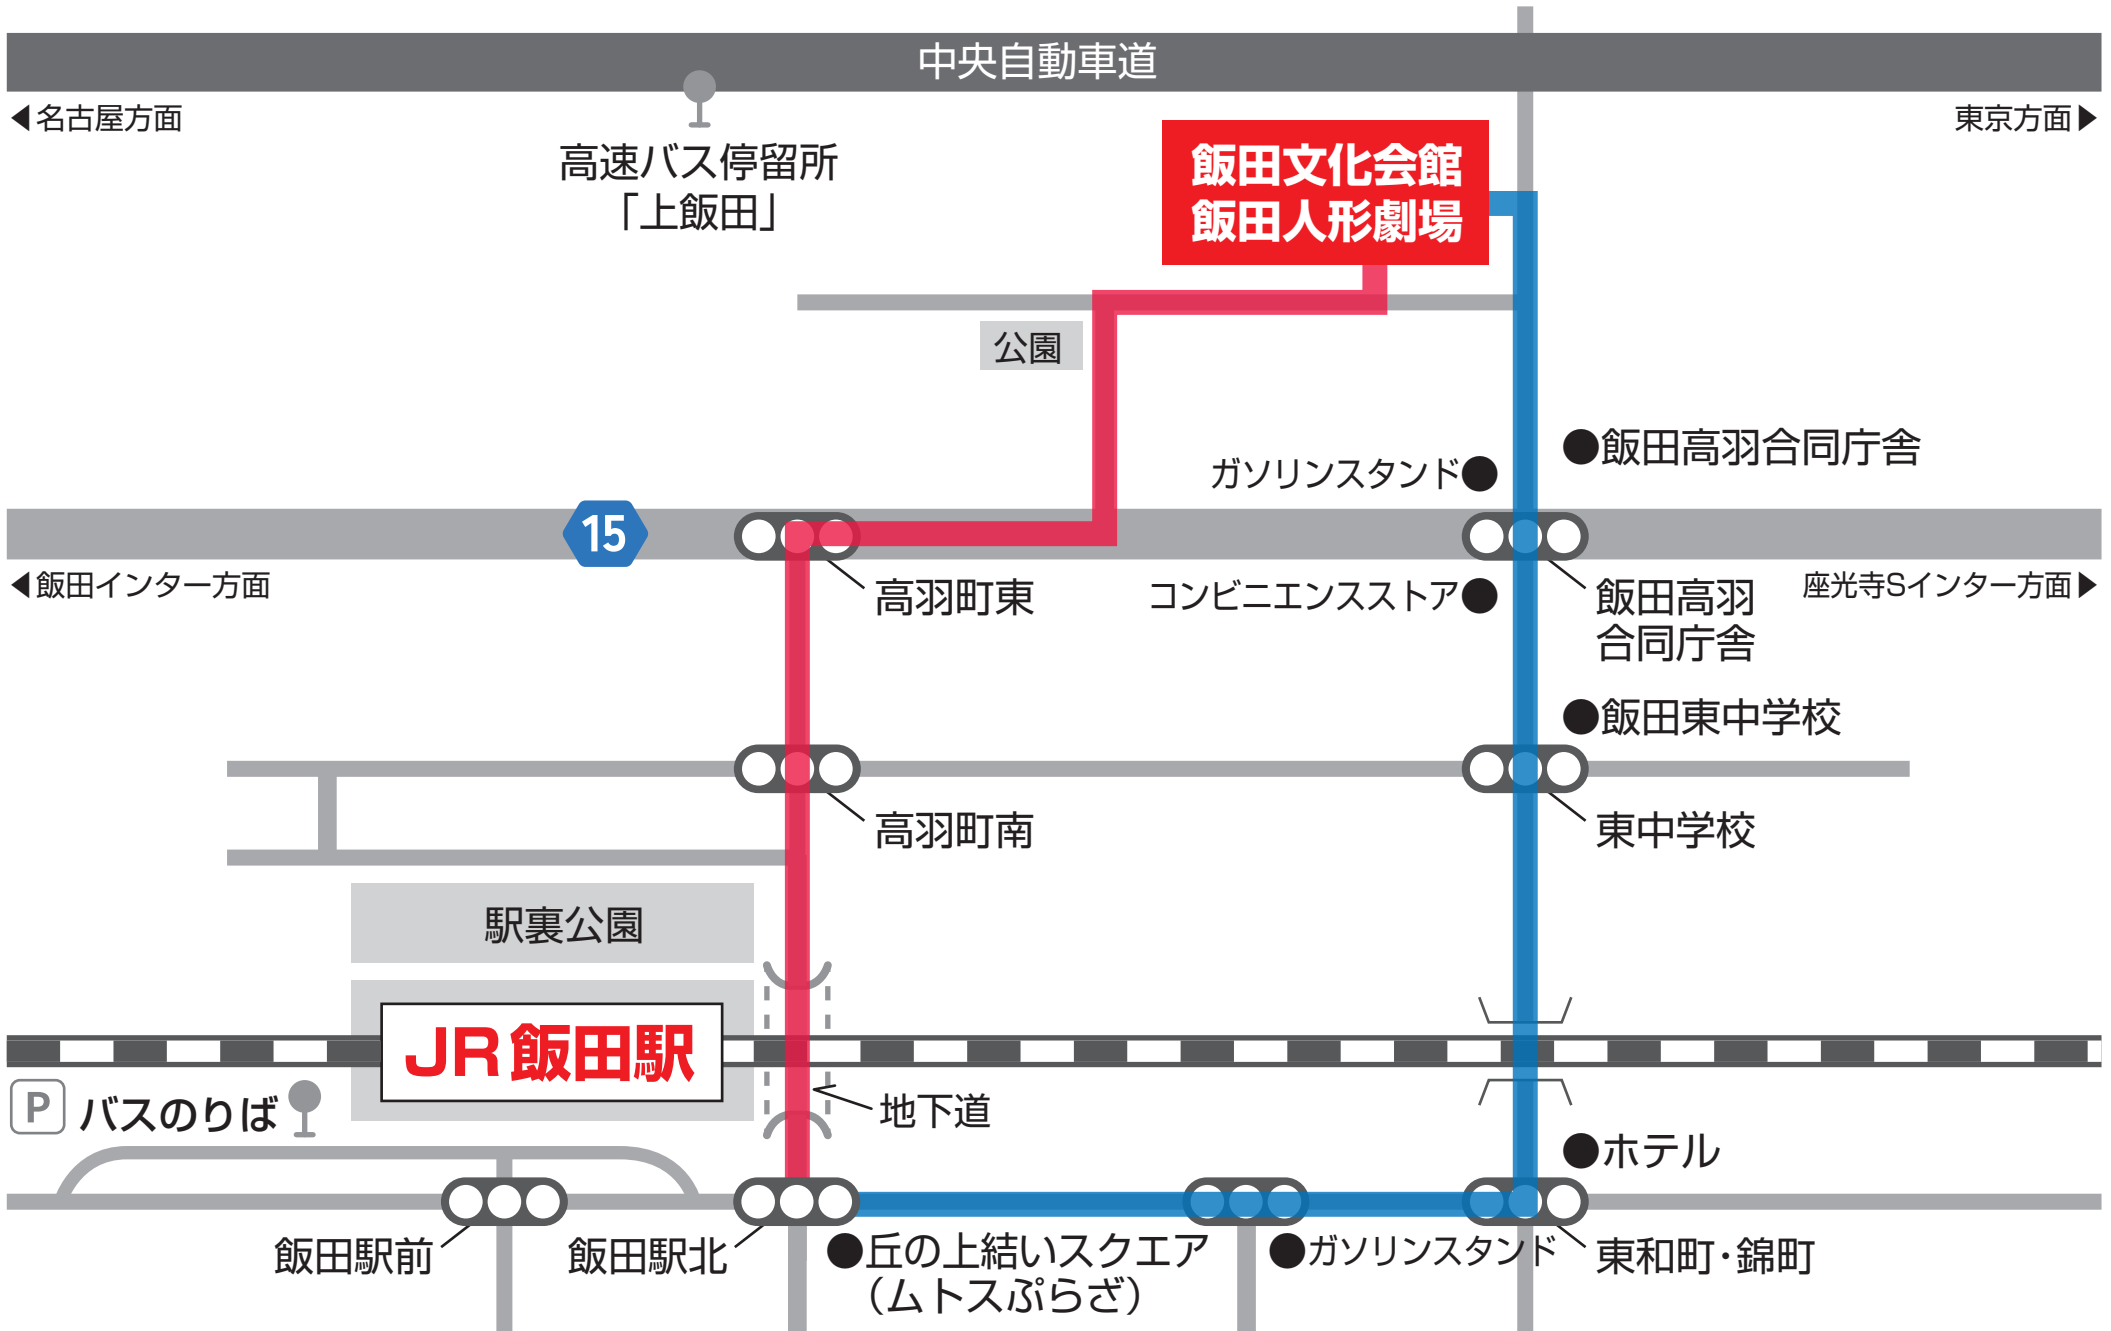 中央自動車道
名古屋方面
東京方面
高速バス停留所
「上飯田」
飯田文化会館
飯田人形劇場
公園
飯田高羽合同庁舎
ガソリンスタンド
15
飯田インター方面
高羽町東
コンビニエンスストア
飯田高羽
合同庁舎
座光寺Sインター方面
飯田東中学校
高羽町南
東中学校
駅裏公園
JR飯田駅
P
バスのりば
地下道
ホテル
飯田駅前
飯田駅北
丘の上結いスクエア
(ムトスぷらざ)
ガソリンスタンド
東和町・錦町